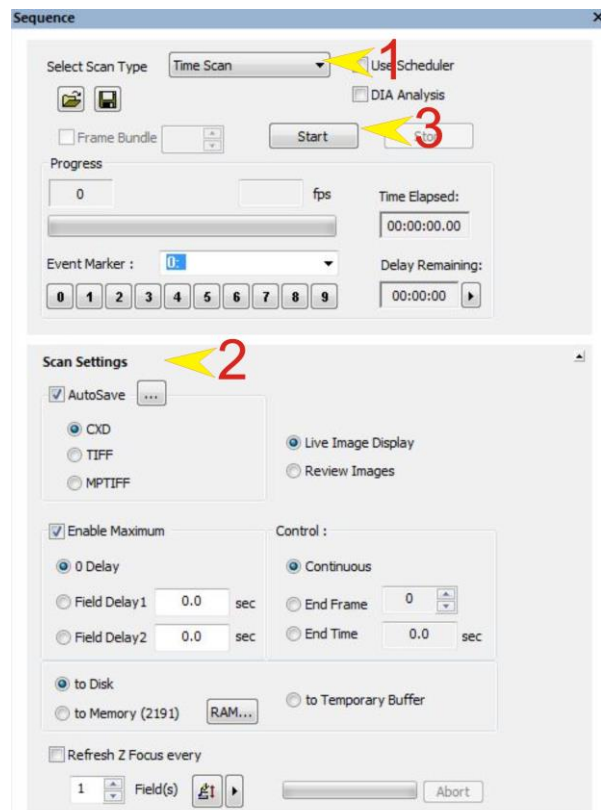 Sequence
Select Scan Type Time Scan 1 Use Scheduler
DIA Analysis
Frame Bundle Start 3 Stop
Progress
0 fps Time Elapsed:
00:00:00.00
Event Marker : 0: Delay Remaining:
0 1 2 3 4 5 6 7 8 9 00:00:00
Scan Settings 2
AutoSave ...
CXD
TIFF
MPTIFF
Live Image Display
Review Images
Enable Maximum Control :
0 Delay Continuous
Field Delay1 0.0 sec End Frame 0
Field Delay2 0.0 sec End Time 0.0 sec
to Disk
to Memory (2191) RAM... to Temporary Buffer
Refresh Z Focus every
1 Field(s) Abort